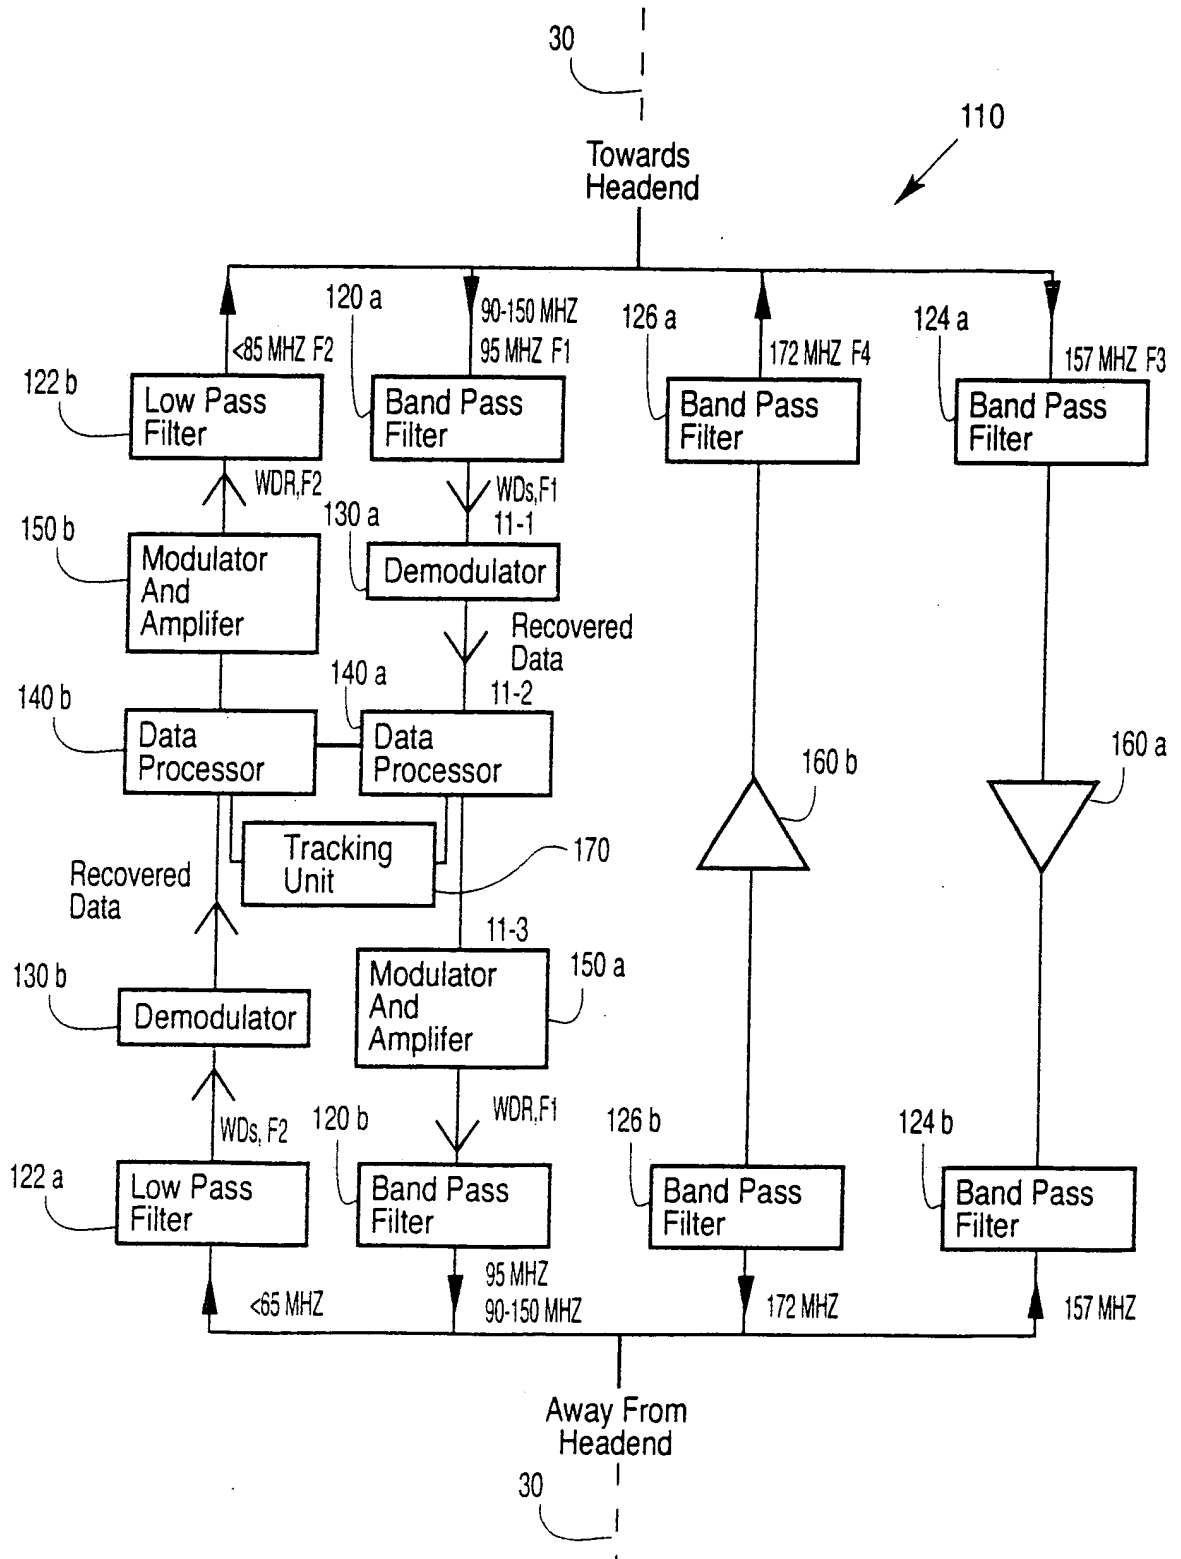 30
110
Towards
Headend
120 a
90-150 MHZ
126 a
124 a
<85 MHZ F2
95 MHZ F1
172 MHZ F4
157 MHZ F3
122 b
Low Pass
Filter
Band Pass
Filter
Band Pass
Filter
Band Pass
Filter
WDR,F2
WDs,F1
130 a
11-1
150 b
Modulator
And
Amplifer
Demodulator
Recovered
Data
140 a
11-2
140 b
Data
Processor
Data
Processor
160 b
160 a
Tracking
Unit
170
Recovered
Data
11-3
130 b
Demodulator
Modulator
And
Amplifer
150 a
WDs, F2
WDR,F1
120 b
126 b
124 b
122 a
Low Pass
Filter
Band Pass
Filter
Band Pass
Filter
Band Pass
Filter
<65 MHZ
95 MHZ
90-150 MHZ
172 MHZ
157 MHZ
Away From
Headend
30